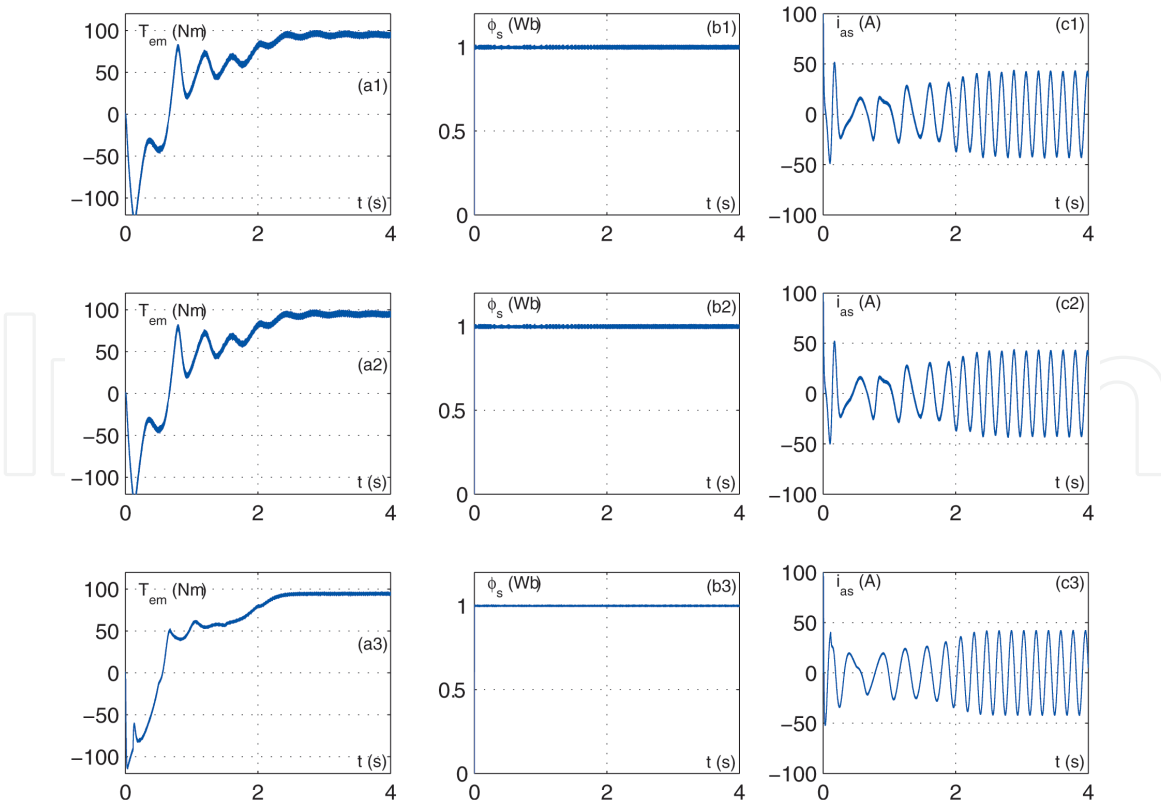 100
50
0
−50
−100
T_em (Nm)
(a1)
t (s)
0 2 4
1
0.5
0
ϕ_s (Wb)
(b1)
t (s)
0 2 4
100
50
0
−50
−100
i_as (A)
(c1)
t (s)
0 2 4
100
50
0
−50
−100
T_em (Nm)
(a2)
t (s)
0 2 4
1
0.5
0
ϕ_s (Wb)
(b2)
t (s)
0 2 4
100
50
0
−50
−100
i_as (A)
(c2)
t (s)
0 2 4
100
50
0
−50
−100
T_em (Nm)
(a3)
t (s)
0 2 4
1
0.5
0
ϕ_s (Wb)
(b3)
t (s)
0 2 4
100
50
0
−50
−100
i_as (A)
(c3)
t (s)
0 2 4